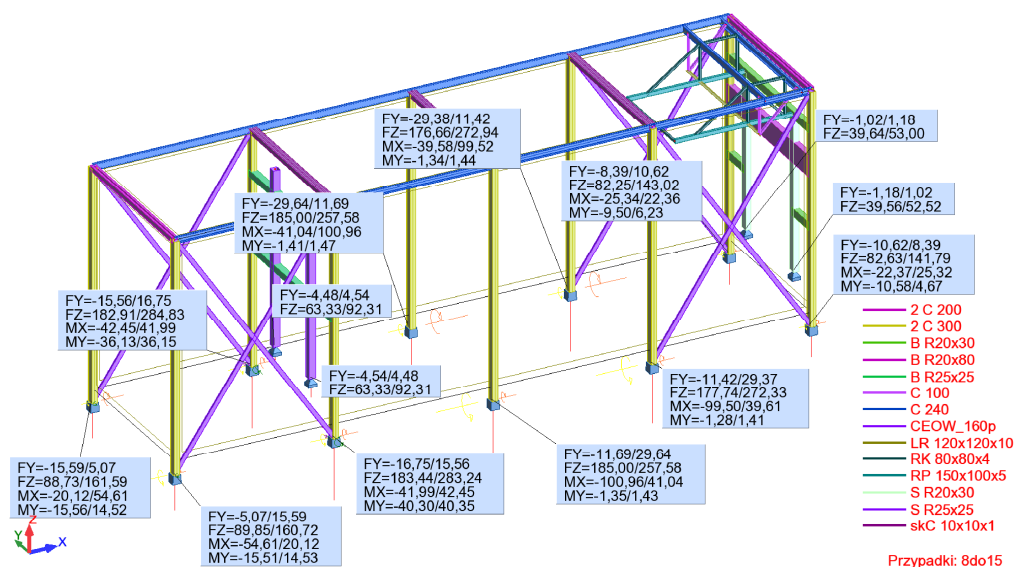 FY=-29,38/11,42
FZ=176,66/272,94
MX=-39,58/99,52
MY=-1,34/1,44
FY=-1,02/1,18
FZ=39,64/53,00
FY=-8,39/10,62
FZ=82,25/143,02
MX=-25,34/22,36
MY=-9,50/6,23
FY=-29,64/11,69
FZ=185,00/257,58
MX=-41,04/100,96
MY=-1,41/1,47
FY=-1,18/1,02
FZ=39,56/52,52
FY=-10,62/8,39
FZ=82,63/141,79
MX=-22,37/25,32
MY=-10,58/4,67
FY=-15,56/16,75
FZ=182,91/284,83
MX=-42,45/41,99
MY=-36,13/36,15
FY=-4,48/4,54
FZ=63,33/92,31
FY=-4,54/4,48
FZ=63,33/92,31
FY=-11,42/29,37
FZ=177,74/272,33
MX=-99,50/39,61
MY=-1,28/1,41
FY=-15,59/5,07
FZ=88,73/161,59
MX=-20,12/54,61
MY=-15,56/14,52
FY=-16,75/15,56
FZ=183,44/283,24
MX=-41,99/42,45
MY=-40,30/40,35
FY=-11,69/29,64
FZ=185,00/257,58
MX=-100,96/41,04
MY=-1,35/1,43
FY=-5,07/15,59
FZ=89,85/160,72
MX=-54,61/20,12
MY=-15,51/14,53
2 C 200
2 C 300
B R20x30
B R20x80
B R25x25
C 100
C 240
CEOW_160p
LR 120x120x10
RK 80x80x4
RP 150x100x5
S R20x30
S R25x25
skC 10x10x1
Z
Y
X
Przypadki: 8do15